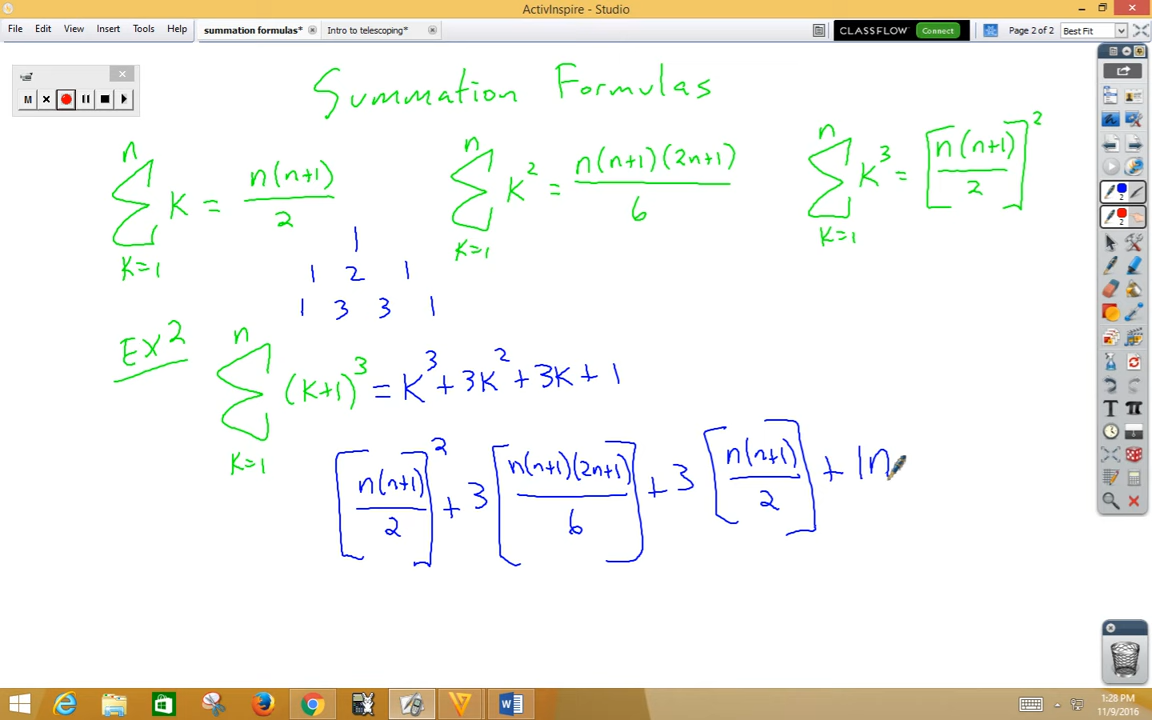 ActivInspire - Studio
File Edit View Insert Tools Help
summation formulas* Intro to telescoping*
CLASSFLOW Connect Page 2 of 2 Best Fit
M
Summation Formulas
n ∑ K=1 K = n(n+1)/2
n ∑ K=1 K² = n(n+1)(2n+1)/6
n ∑ K=1 K³ = [n(n+1)/2]²
1
1 2 1
1 3 3 1
EX 2
n ∑ K=1 (K+1)³ = K³ + 3K² + 3K + 1
[n(n+1)/2]² + 3[n(n+1)(2n+1)/6] + 3[n(n+1)/2] + 1n
2
2
1:28 PM
11/9/2016